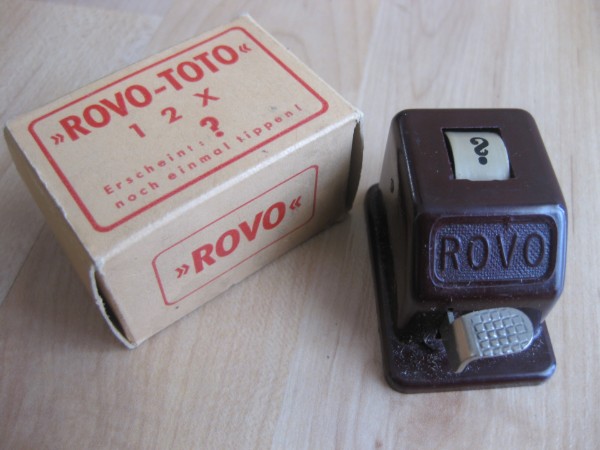 »ROVO-TOTO«
1 2 X
Erscheint: ?
noch einmal tippen!
»ROVO«
?
ROVO